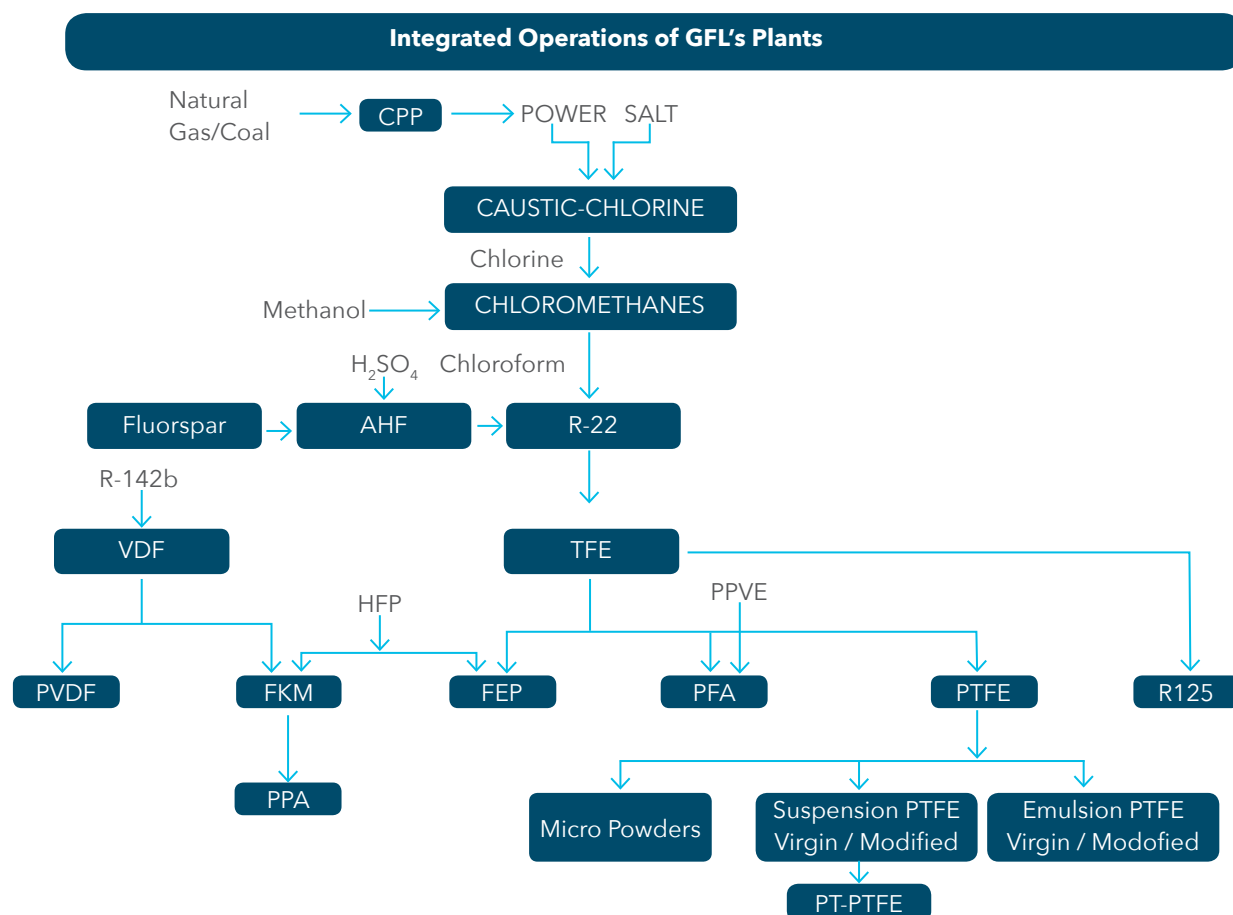 Integrated Operations of GFL's Plants
Natural
Gas/Coal
CPP
POWER
SALT
CAUSTIC-CHLORINE
Chlorine
Methanol
CHLOROMETHANES
H₂SO₄
Chloroform
Fluorspar
AHF
R-22
R-142b
VDF
TFE
HFP
PPVE
PVDF
FKM
FEP
PFA
PTFE
R125
PPA
Micro Powders
Suspension PTFE
Virgin / Modified
Emulsion PTFE
Virgin / Modofied
PT-PTFE